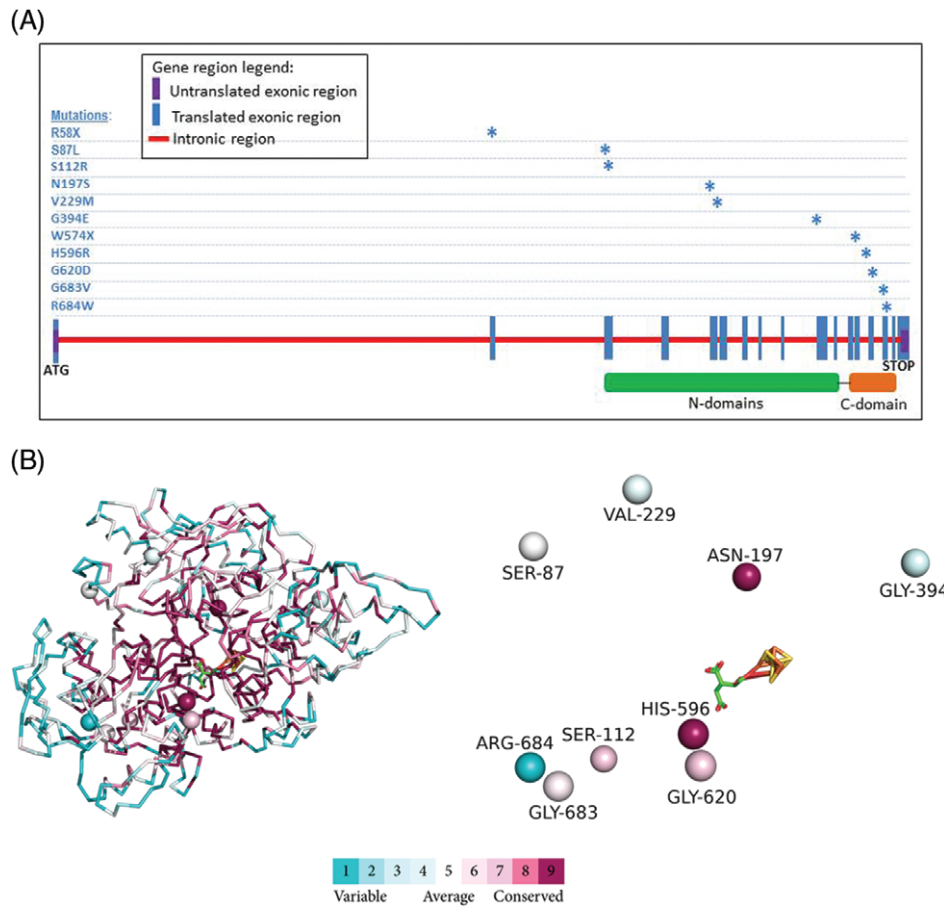 (A)
Gene region legend:
Untranslated exonic region
Translated exonic region
Intronic region
Mutations:
R58X
S87L
S112R
N197S
V229M
G394E
W574X
H596R
G620D
G683V
R684W
ATG
STOP
N-domains
C-domain
(B)
VAL-229
SER-87
ASN-197
GLY-394
HIS-596
ARG-684
SER-112
GLY-683
GLY-620
1 2 3 4 5 6 7 8 9
Variable Average Conserved